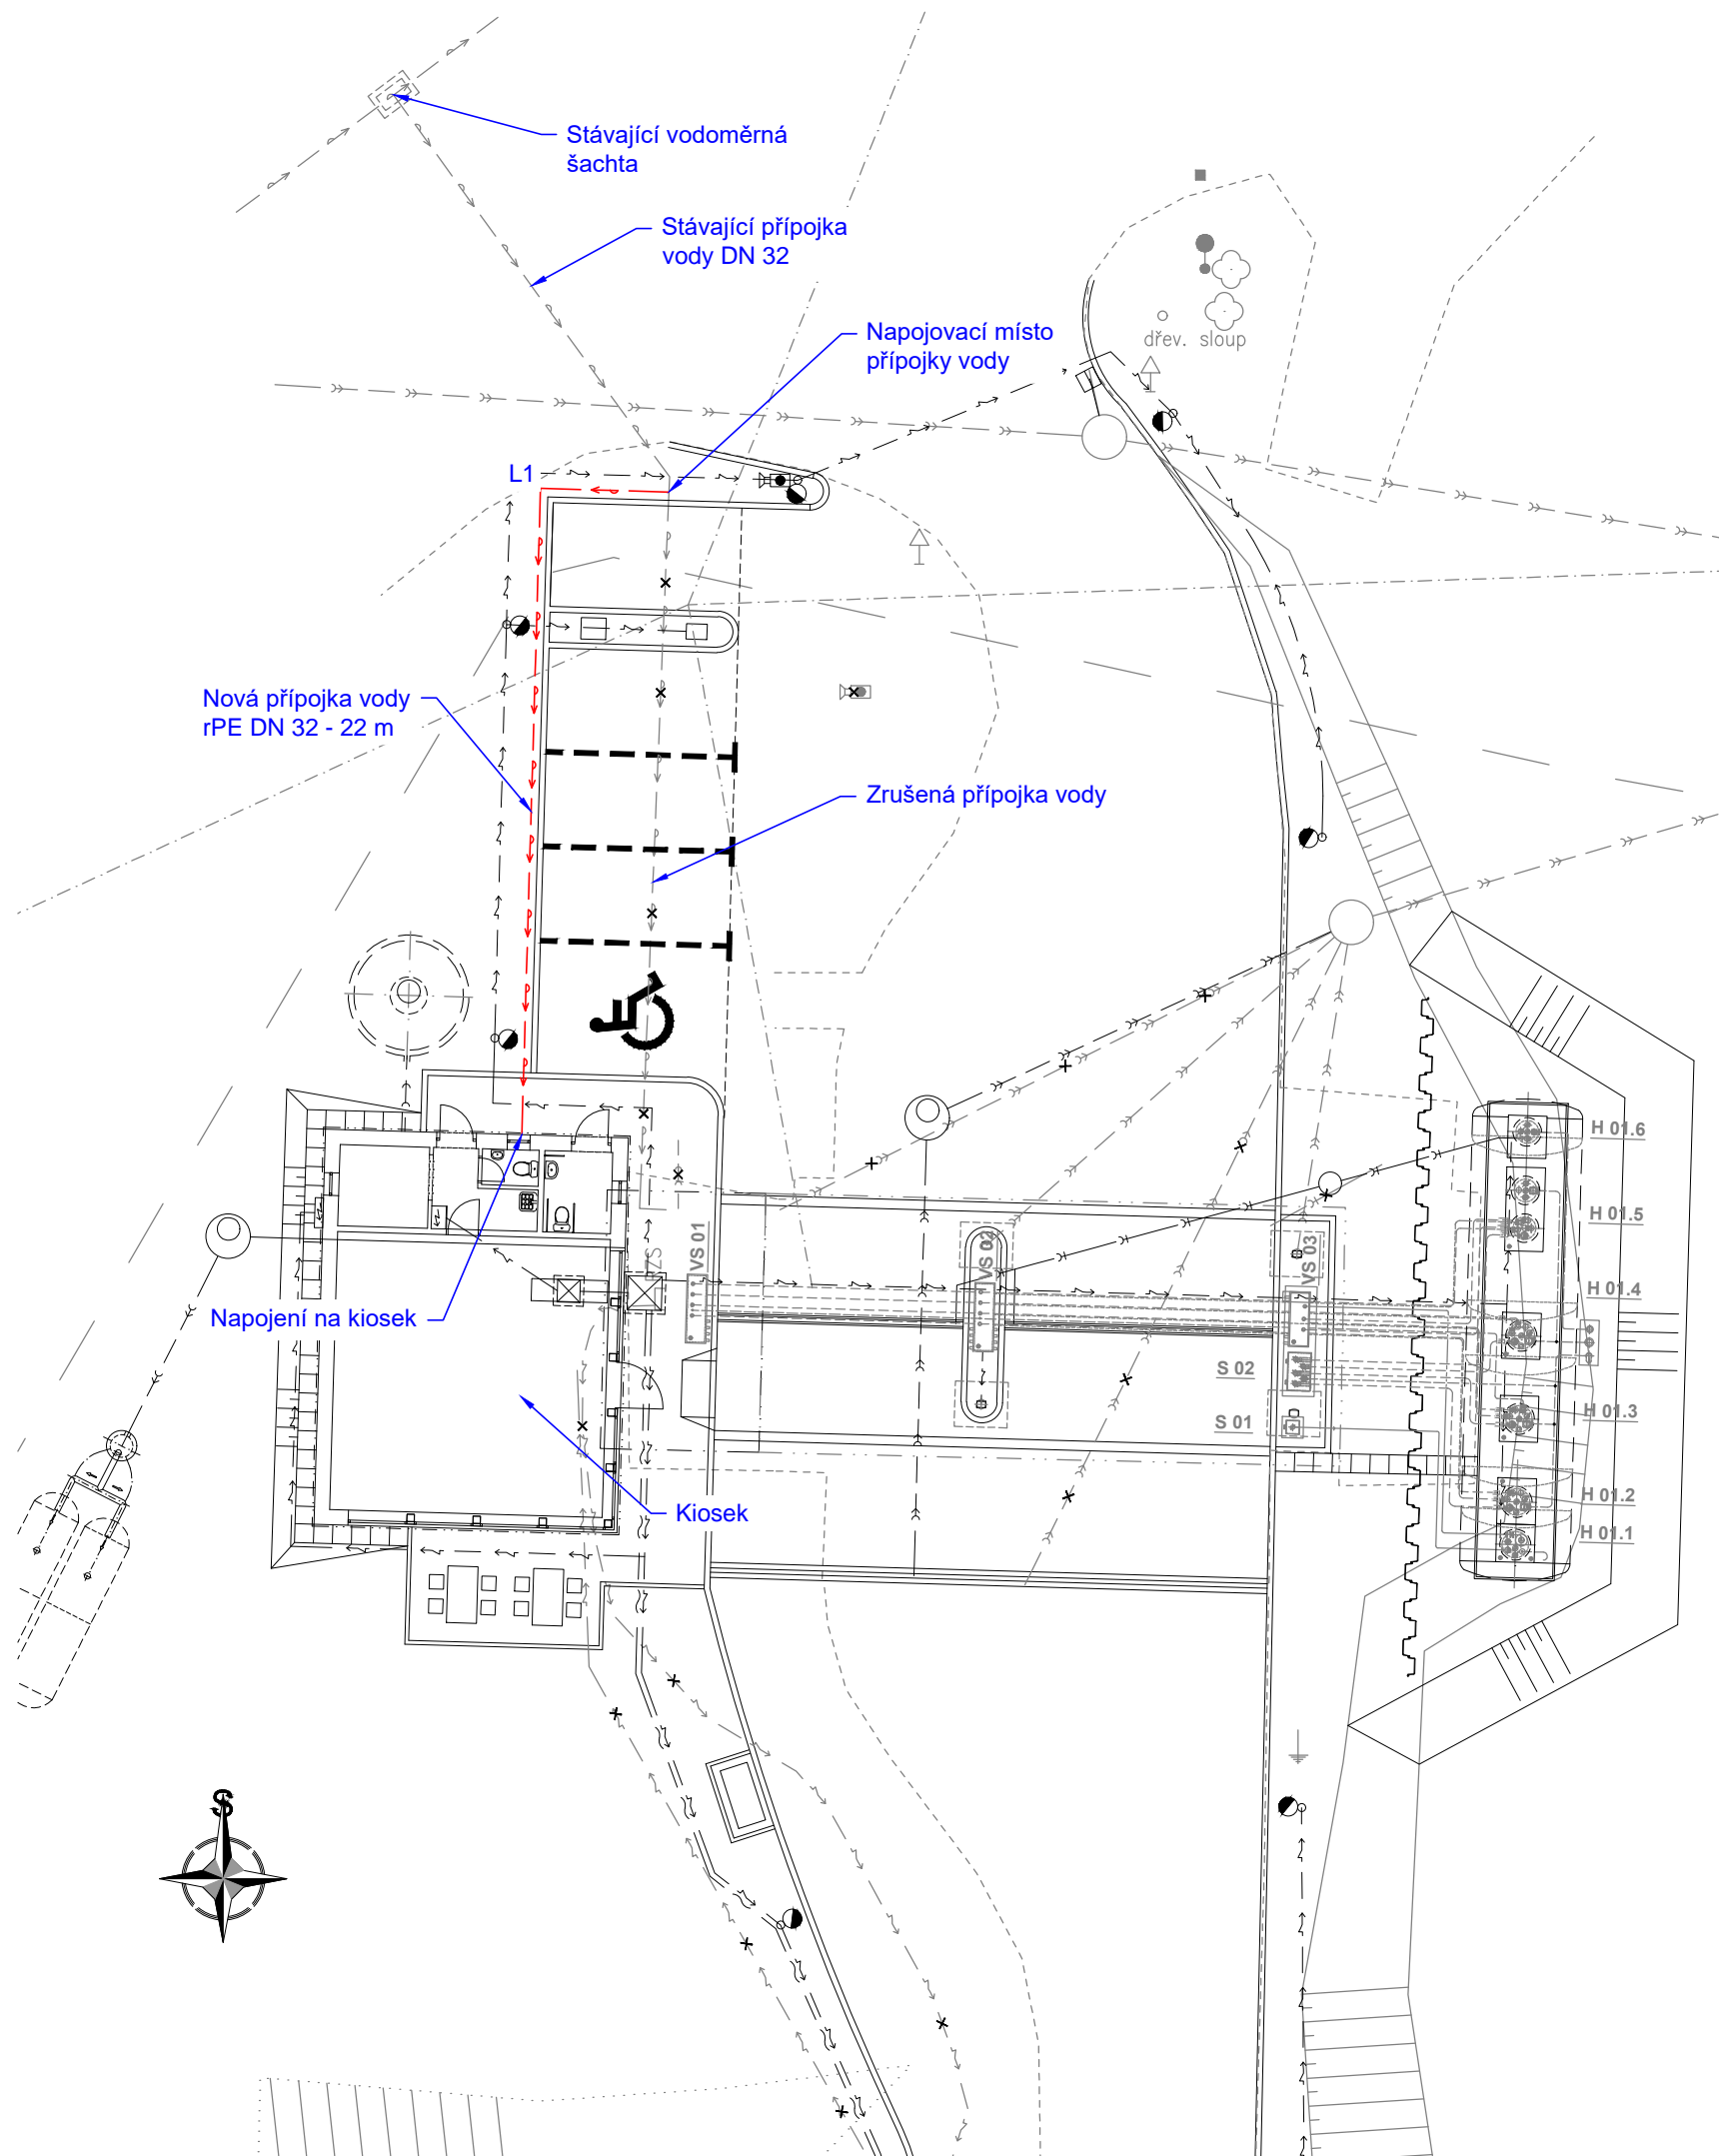 Stávající vodoměrná
šachta
Stávající přípojka
vody DN 32
Napojovací místo
přípojky vody
dřev. sloup
L1
Nová přípojka vody
rPE DN 32 - 22 m
Zrušená přípojka vody
H 01.6
H 01.5
H 01.4
H 01.3
H 01.2
H 01.1
VS 01
VS 02
VS 03
S 02
S 01
Napojení na kiosek
Kiosek
S